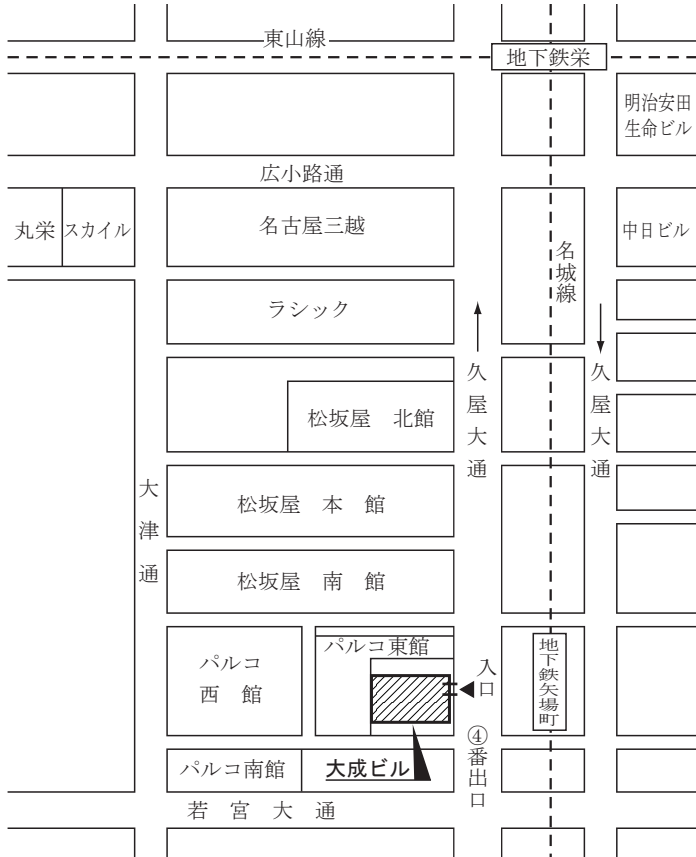 東山線
地下鉄栄
明治安田
生命ビル
広小路通
丸栄
スカイル
名古屋三越
中日ビル
名城線
ラシック
久屋大通
久屋大通
松坂屋　北館
大津通
松坂屋　本　館
松坂屋　南　館
パルコ
西　館
パルコ東館
入口
地下鉄矢場町
④番出口
パルコ南館
大成ビル
若　宮　大　通